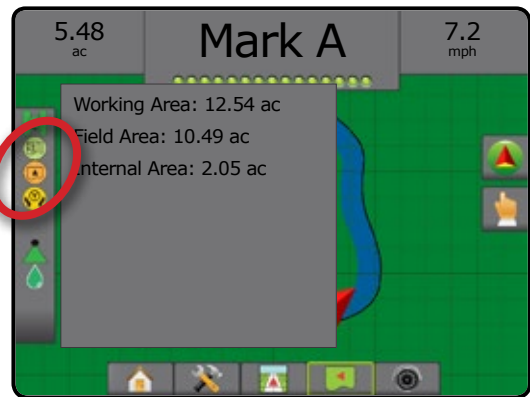 5.48
ac
Mark A
7.2
mph
Working Area: 12.54 ac
Field Area: 10.49 ac
Internal Area: 2.05 ac